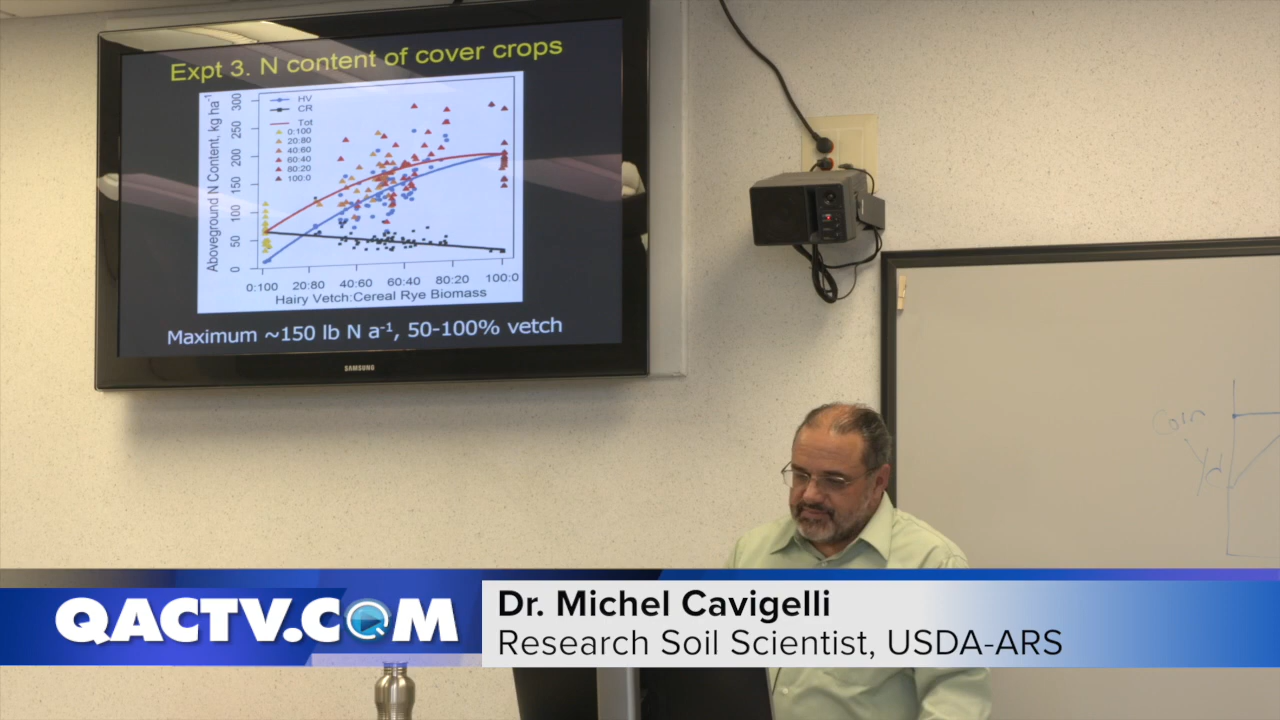 Expt 3. N content of cover crops
Aboveground N Content, kg ha-1
300
250
200
150
100
50
0
HV
CR
Tot
0:100
20:80
40:60
60:40
80:20
100:0
0:100 20:80 40:60 60:40 80:20 100:0
Hairy Vetch:Cereal Rye Biomass
Maximum ~150 lb N a-1, 50-100% vetch
SAMSUNG
Corn
Yd
QACTV.COM
Dr. Michel Cavigelli
Research Soil Scientist, USDA-ARS